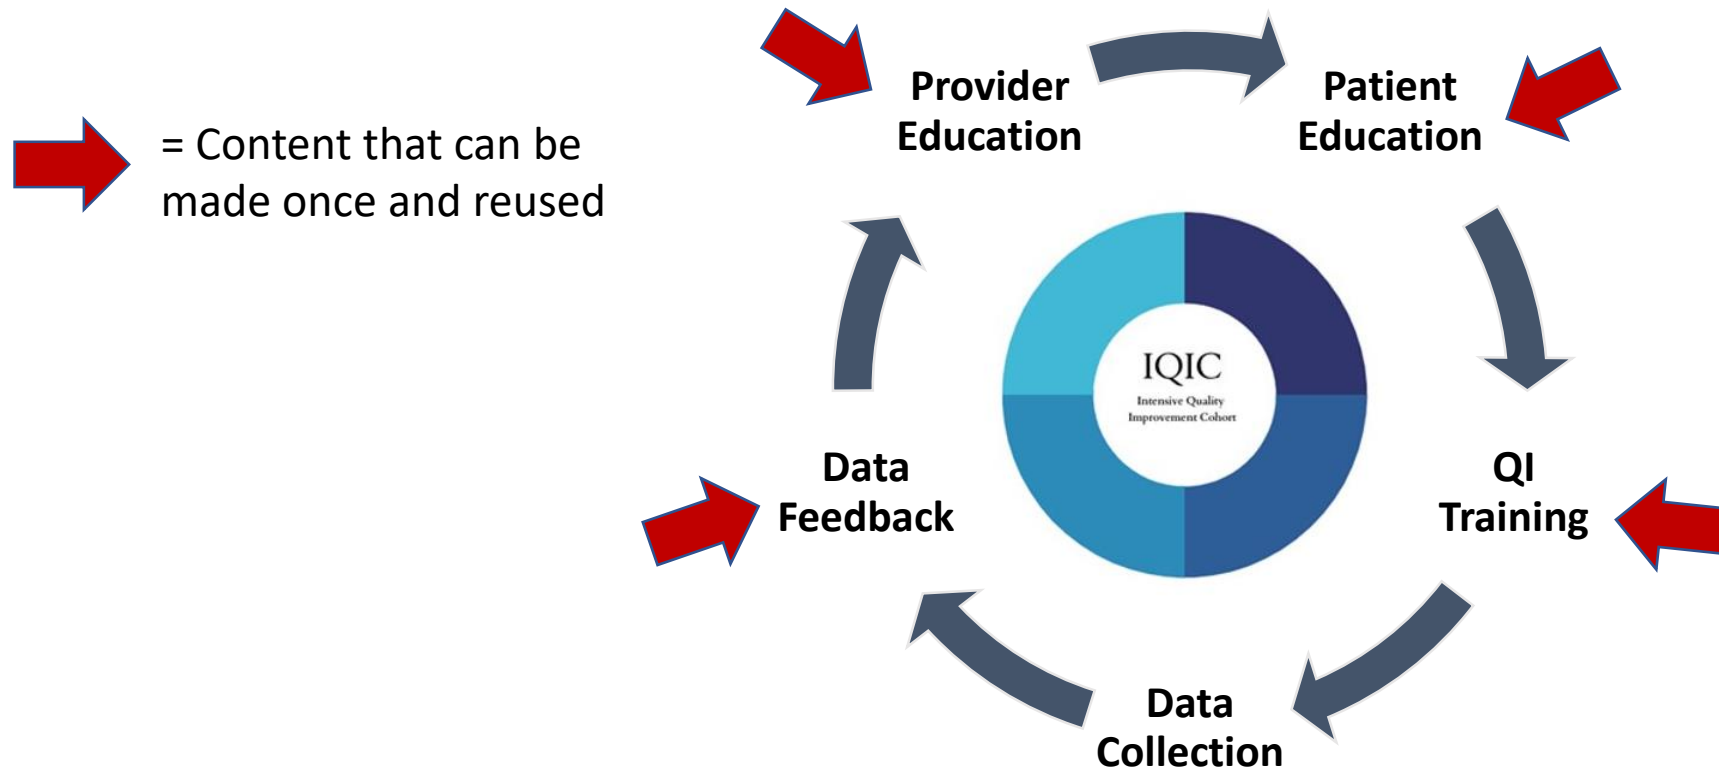 = Content that can be
made once and reused
Provider
Education
Patient
Education
IQIC
Intensive Quality
Improvement Cohort
Data
Feedback
QI
Training
Data
Collection